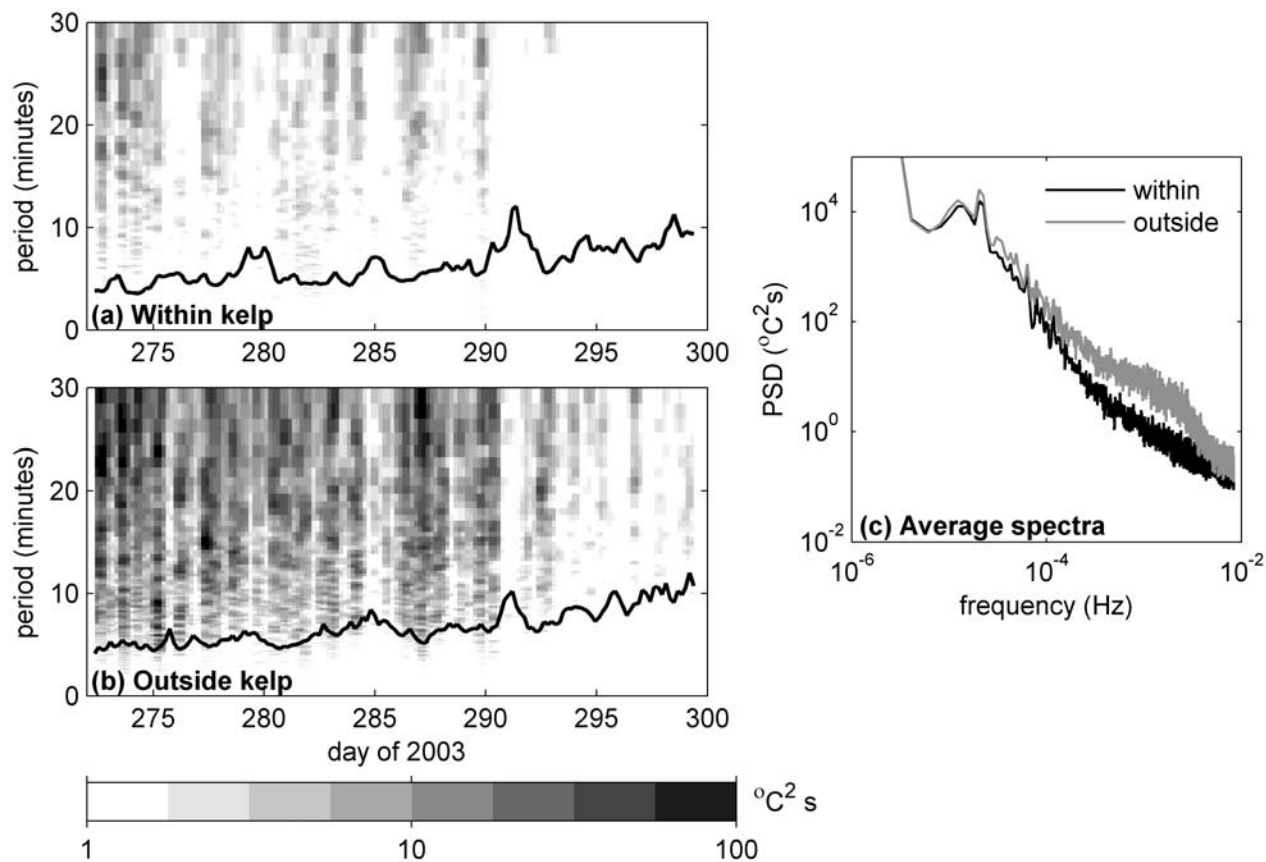 30
20
10
0
period (minutes)
(a) Within kelp
275 280 285 290 295 300
30
20
10
0
period (minutes)
(b) Outside kelp
275 280 285 290 295 300
day of 2003
1 10 100
°C² s
within
outside
10⁴
10²
10⁰
10⁻²
PSD (°C²s)
(c) Average spectra
10⁻⁶ 10⁻⁴ 10⁻²
frequency (Hz)